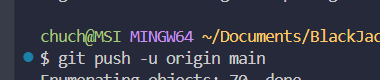 chuch@MSI MINGW64 ~/Documents/BlackJac
$ git push -u origin main
Enumerating objects: 70, done.